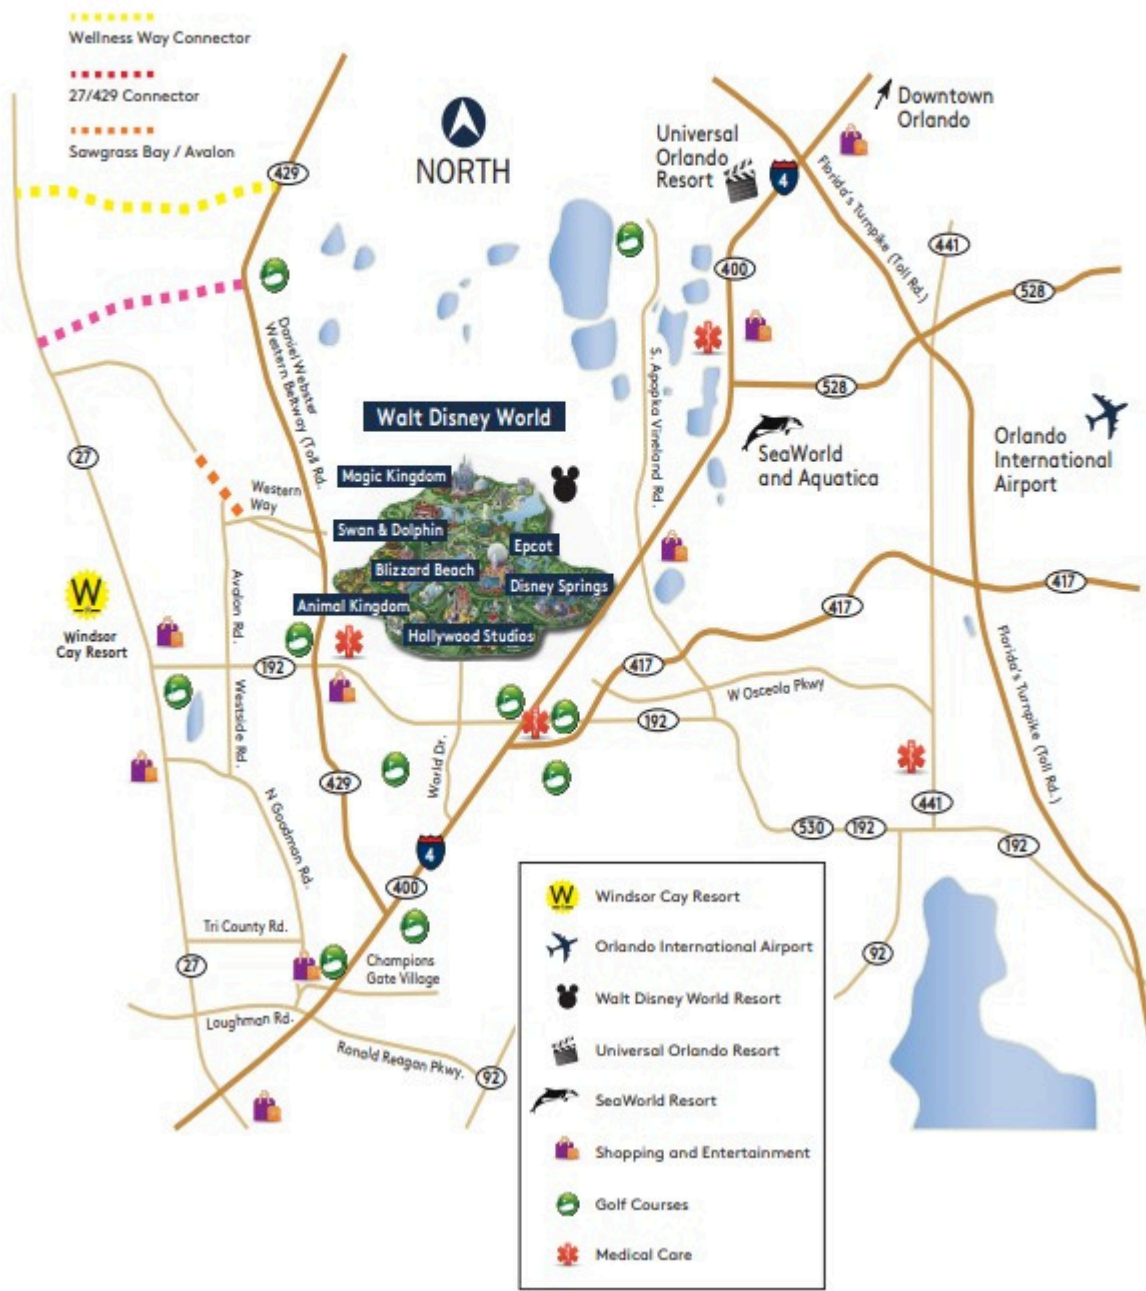 Wellness Way Connector
27/429 Connector
Sawgrass Bay / Avalon
429
NORTH
Universal
Orlando
Resort
4
Downtown
Orlando
Florida's Turnpike (Toll Rd.)
441
400
528
528
Daniel Webster
Western Beltway (Toll Rd.)
S. Apopka Vineland Rd.
Walt Disney World
SeaWorld
and Aquatica
Orlando
International
Airport
27
Magic Kingdom
Western
Way
Swan & Dolphin
Epcot
Blizzard Beach
Disney Springs
Animal Kingdom
Hollywood Studios
W
Windsor
Cay Resort
Avalon Rd.
192
417
417
417
Florida's Turnpike (Toll Rd.)
W Osceola Pkwy
Westside Rd.
192
World Dr.
429
N Goodman Rd.
441
530
192
192
4
400
Tri County Rd.
27
Champions
Gate Village
92
Loughman Rd.
Ronald Reagan Pkwy.
92
W
Windsor Cay Resort
Orlando International Airport
Walt Disney World Resort
Universal Orlando Resort
SeaWorld Resort
Shopping and Entertainment
Golf Courses
Medical Care